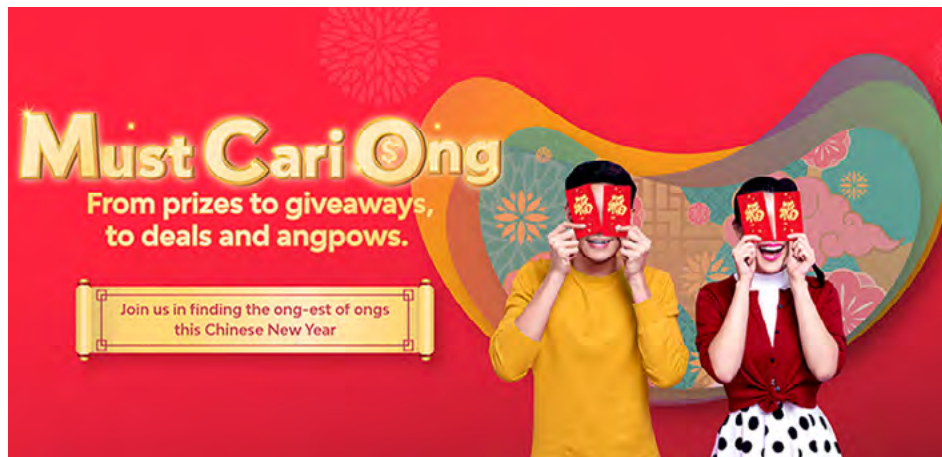 Must Cari Ong
From prizes to giveaways,
to deals and angpows.
Join us in finding the ong-est of ongs
this Chinese New Year
福 福
福 福